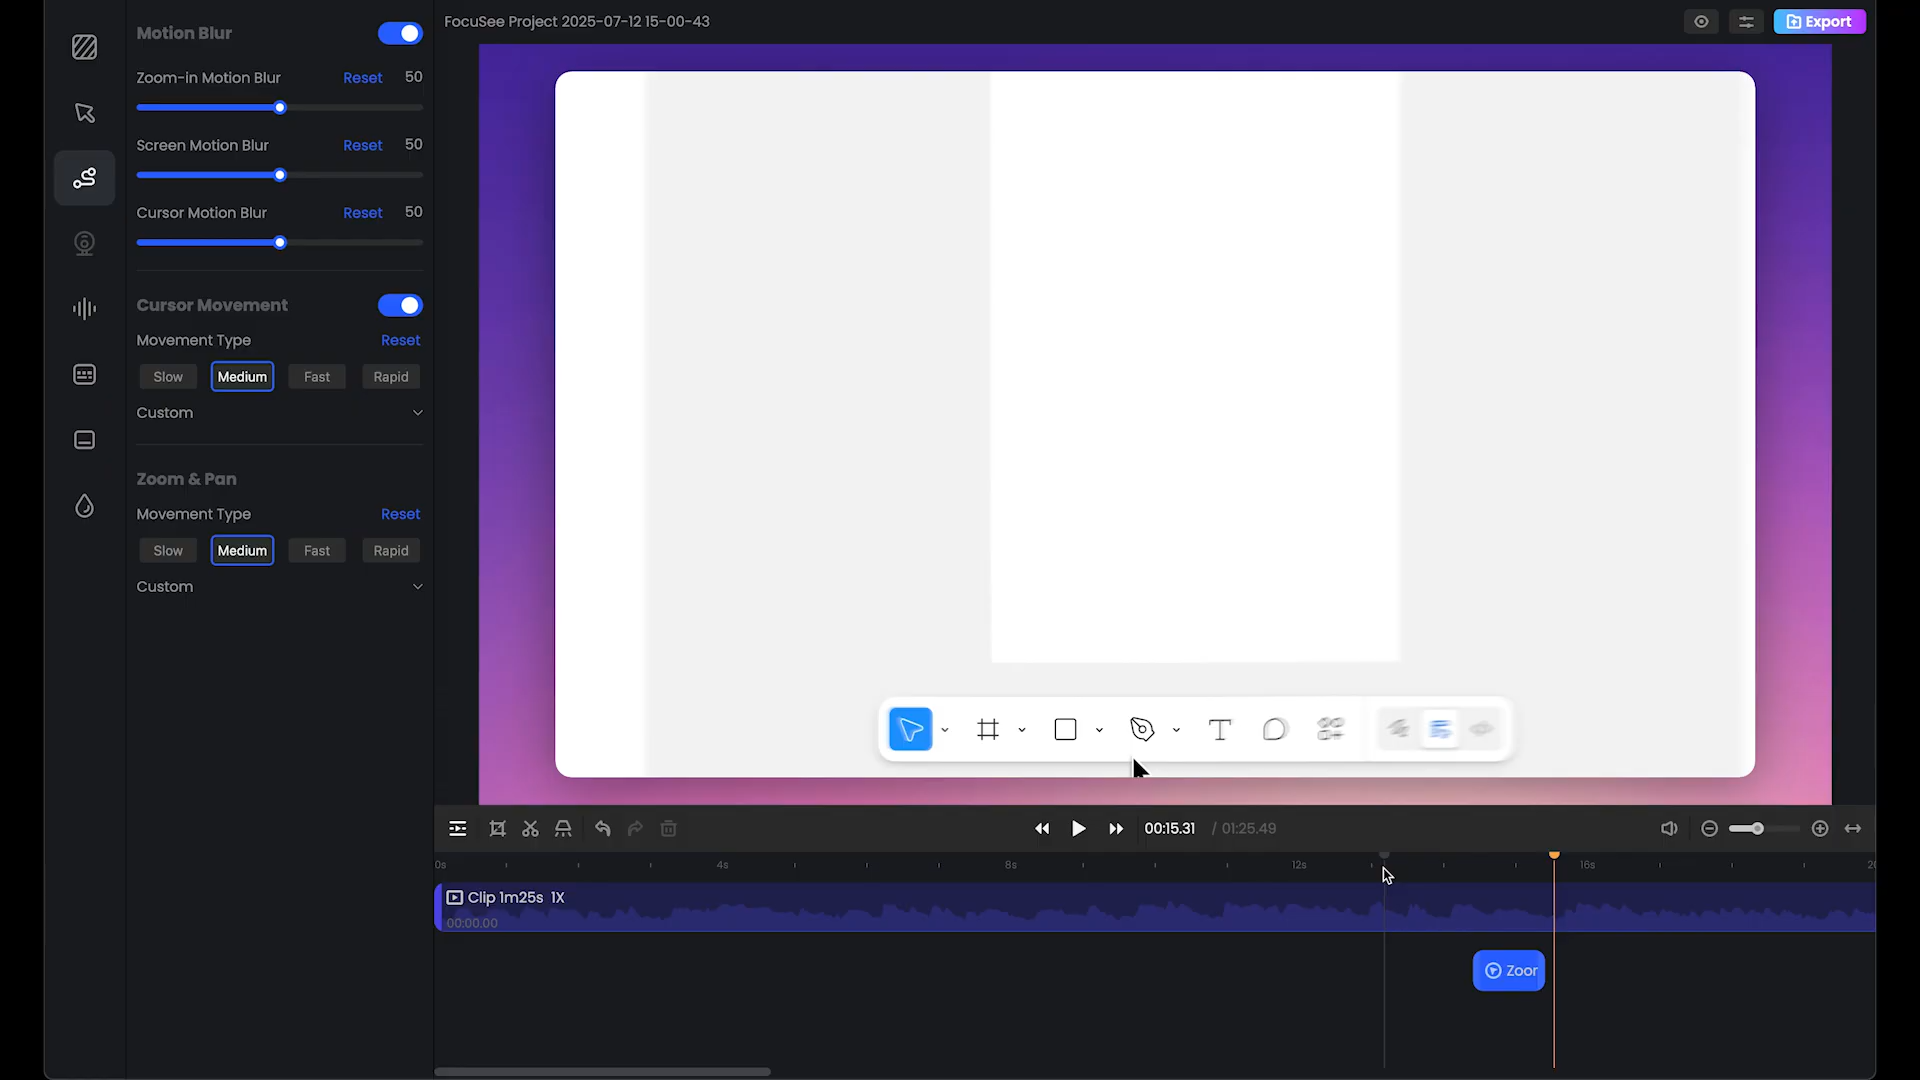 FocuSee Project 2025-07-12 15-00-43
Export
Motion Blur
Zoom-in Motion Blur Reset 50
Screen Motion Blur Reset 50
Cursor Motion Blur Reset 50
Cursor Movement
Movement Type Reset
Slow Medium Fast Rapid
Custom
Zoom & Pan
Movement Type Reset
Slow Medium Fast Rapid
Custom
00:15.31 / 01:25.49
0s 4s 8s 12s 16s 20
Clip 1m25s 1X
00:00.00
Zoor